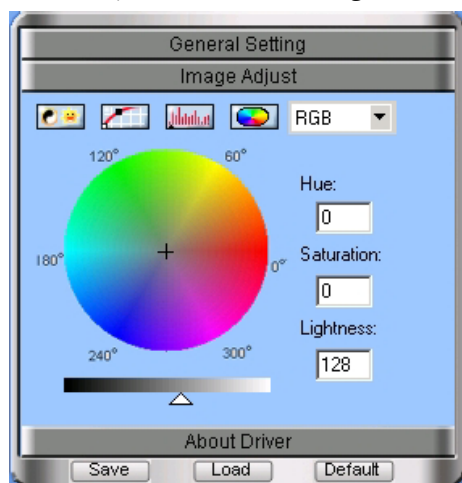 General Setting
Image Adjust
RGB
120° 60°
Hue:
0
180° 0°
Saturation:
0
Lightness:
240° 300°
128
About Driver
Save Load Default